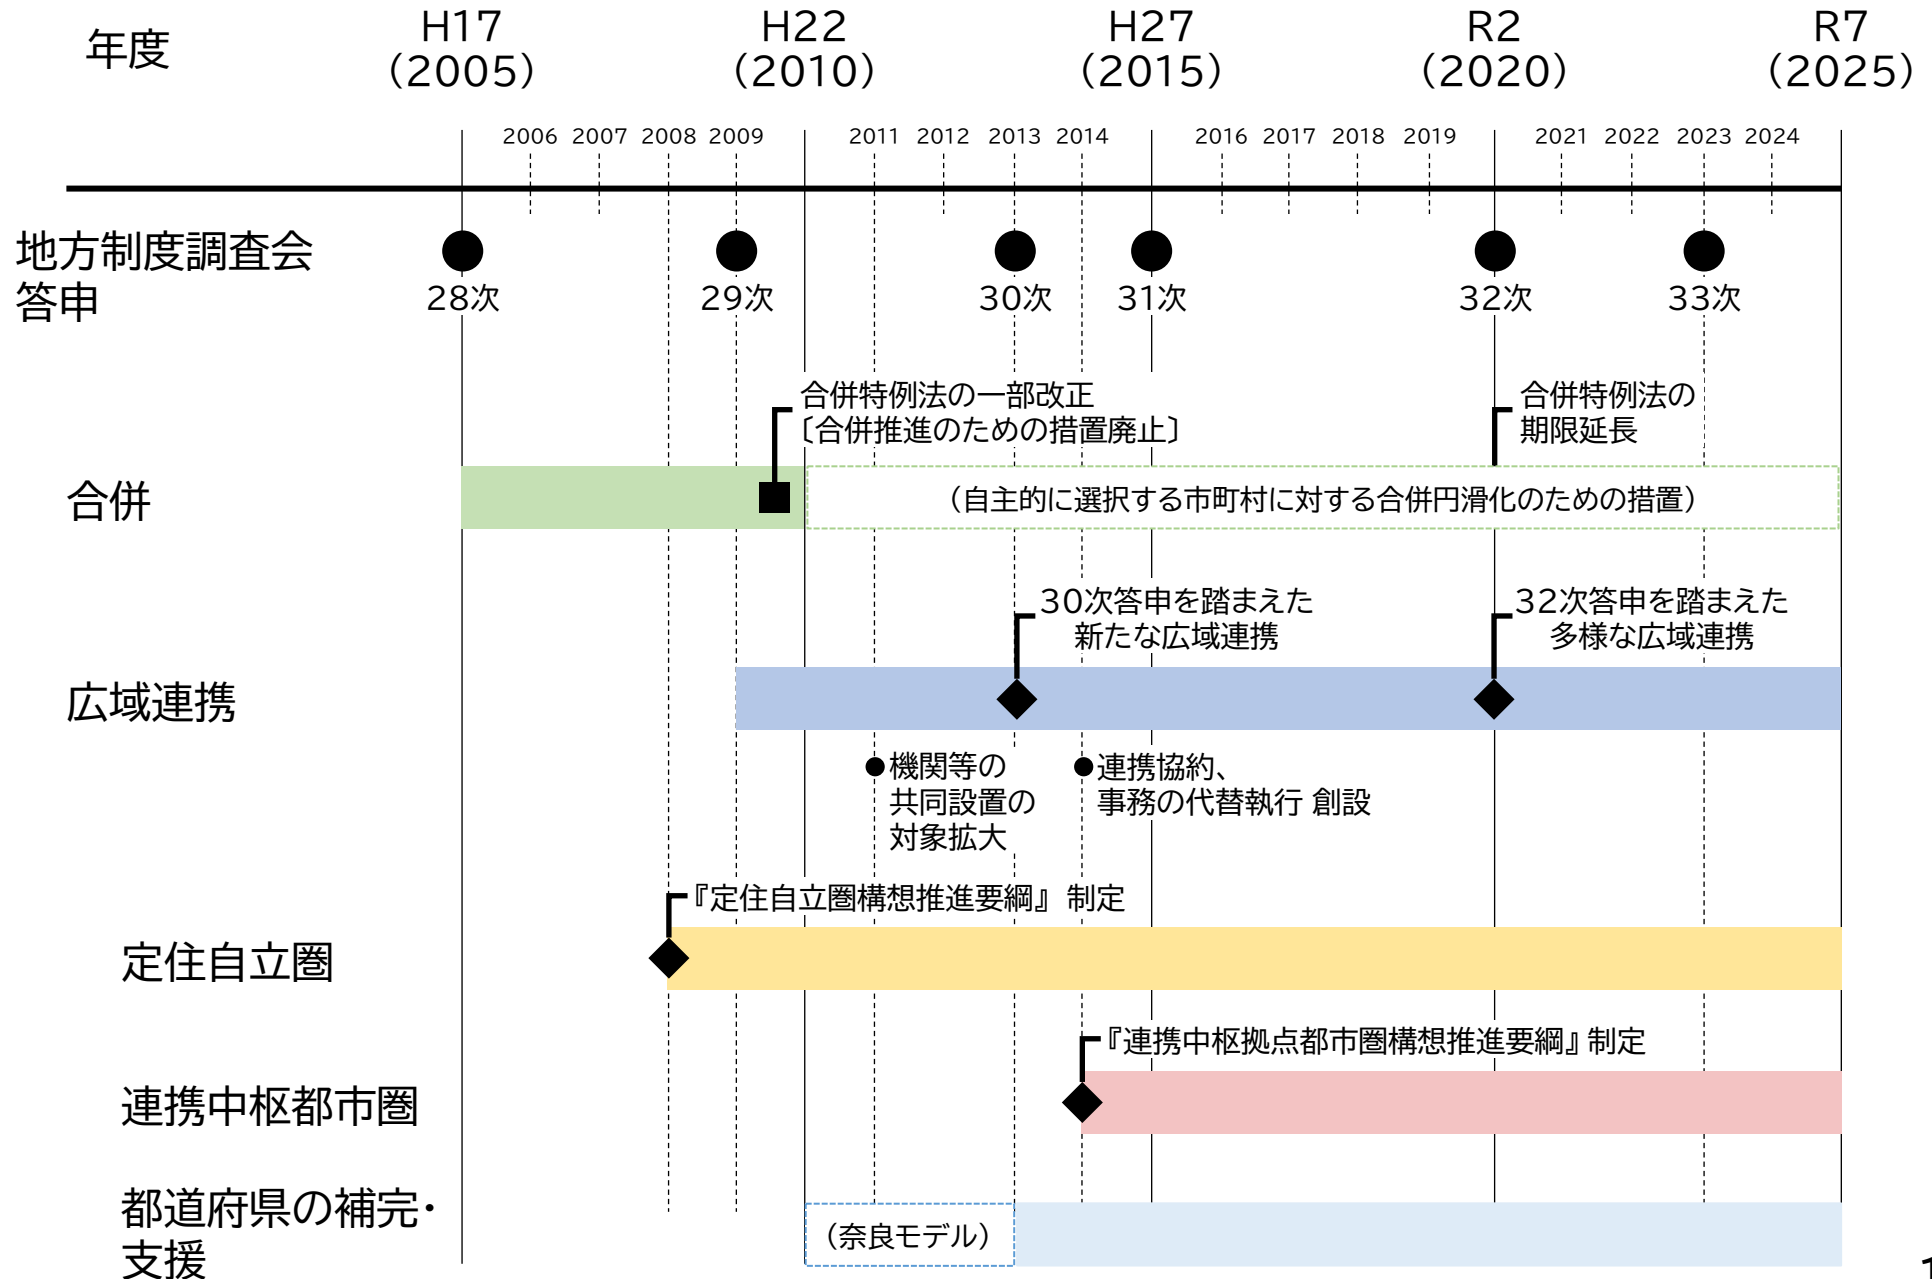 年度
H17
（2005）
H22
（2010）
H27
（2015）
R2
（2020）
R7
（2025）
2006 2007 2008 2009 2011 2012 2013 2014 2016 2017 2018 2019 2021 2022 2023 2024
地方制度調査会
答申
28次 29次 30次 31次 32次 33次
合併特例法の一部改正
〔合併推進のための措置廃止〕
合併特例法の
期限延長
合併
（自主的に選択する市町村に対する合併円滑化のための措置）
30次答申を踏まえた
新たな広域連携
32次答申を踏まえた
多様な広域連携
広域連携
機関等の
共同設置の
対象拡大
連携協約、
事務の代替執行 創設
『定住自立圏構想推進要綱』 制定
定住自立圏
『連携中枢拠点都市圏構想推進要綱』制定
連携中枢都市圏
都道府県の補完・
支援
（奈良モデル）